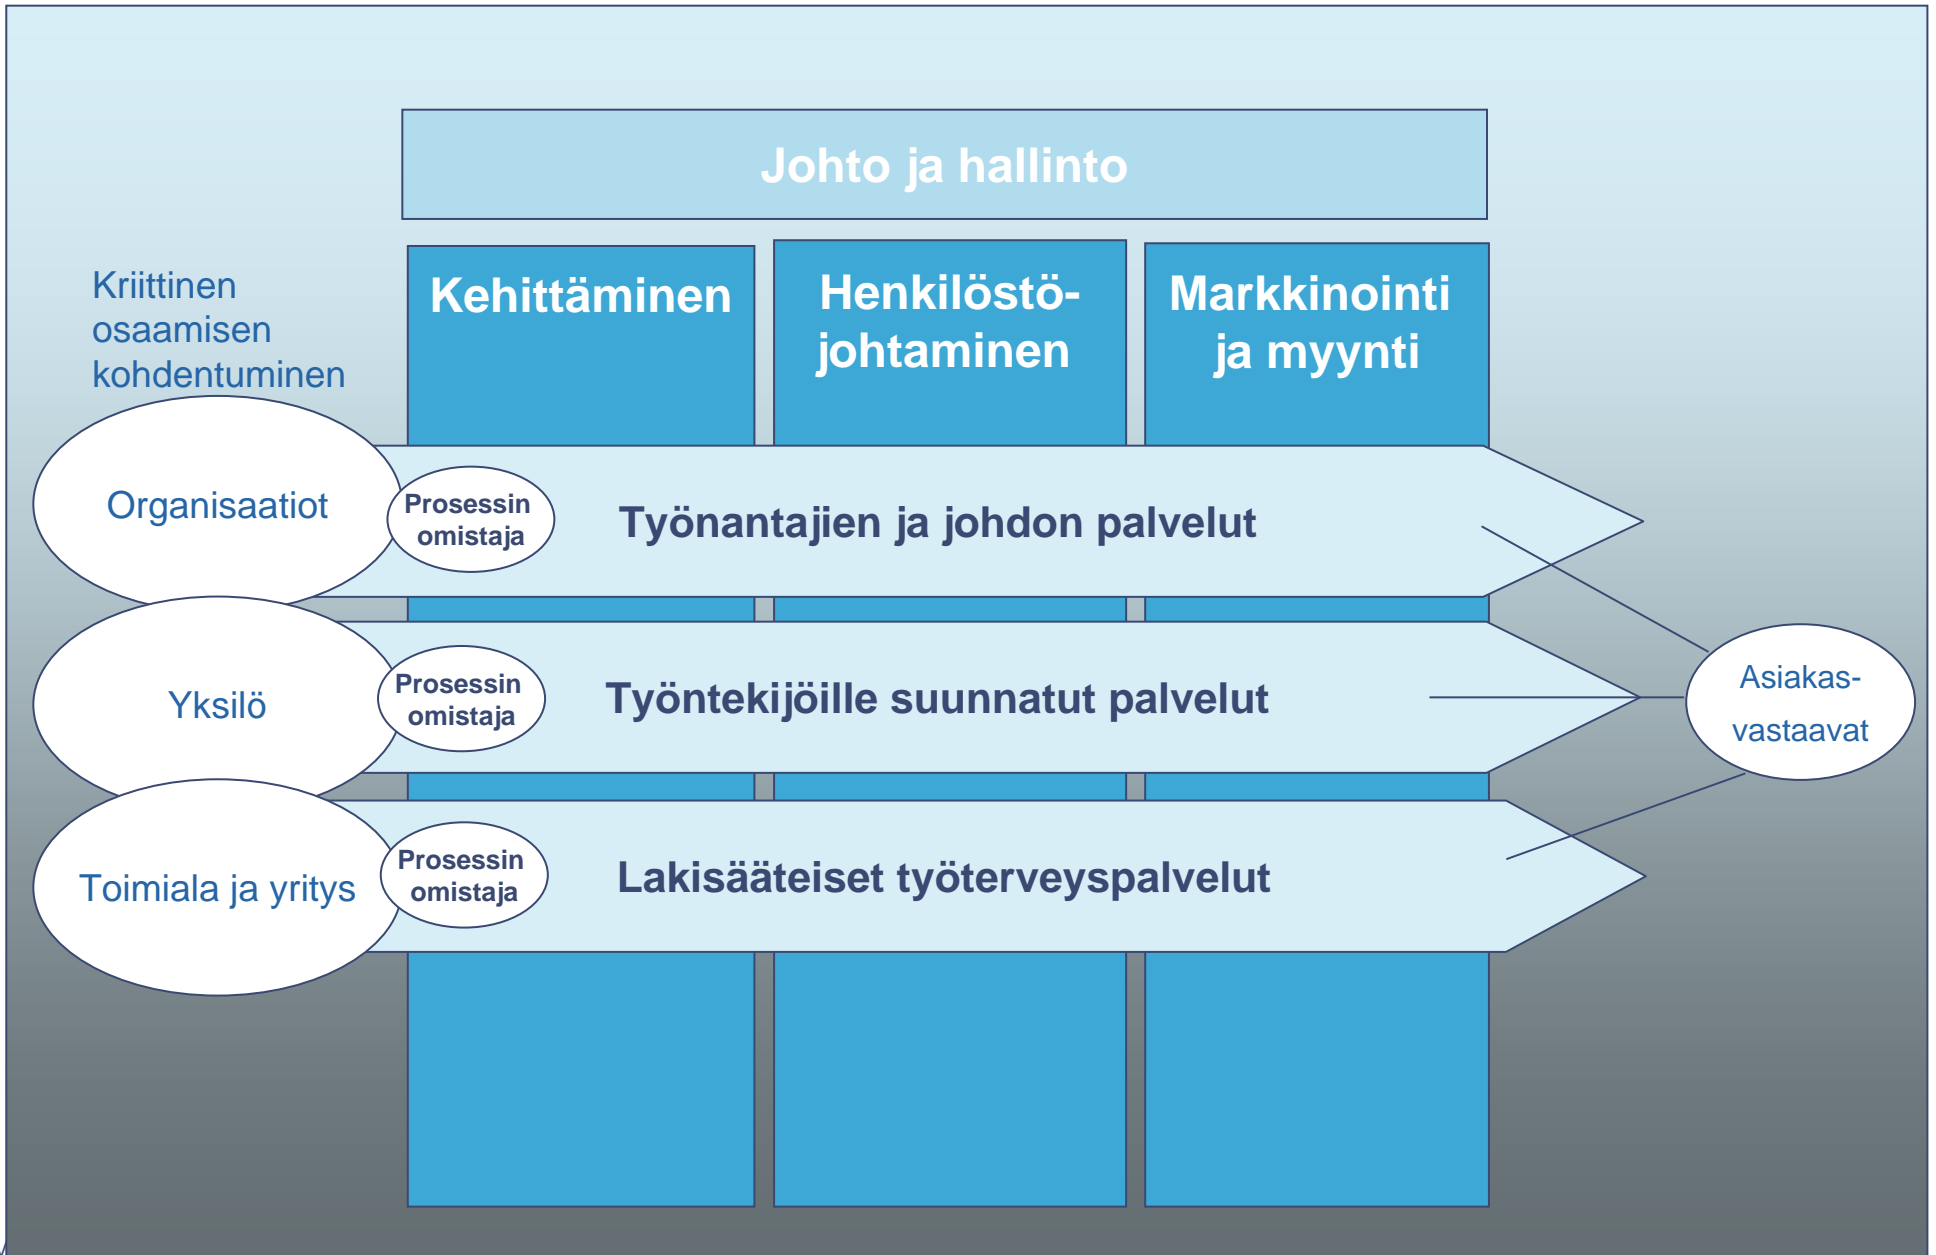 Johto ja hallinto
Kriittinen
osaamisen
kohdentuminen
Kehittäminen
Henkilöstö-
johtaminen
Markkinointi
ja myynti
Organisaatiot
Prosessin
omistaja
Työnantajien ja johdon palvelut
Yksilö
Prosessin
omistaja
Työntekijöille suunnatut palvelut
Asiakas-
vastaavat
Toimiala ja yritys
Prosessin
omistaja
Lakisääteiset työterveyspalvelut